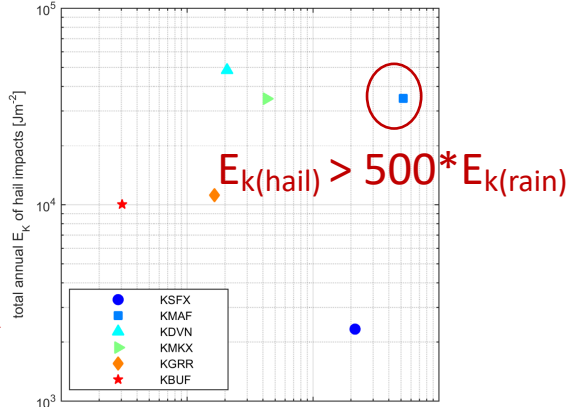 10^5
total annual E_K of hail impacts [Jm^-2]
E_k(hail) > 500*E_k(rain)
10^4
KSFX
KMAF
KDVN
KMKX
KGRR
KBUF
10^3